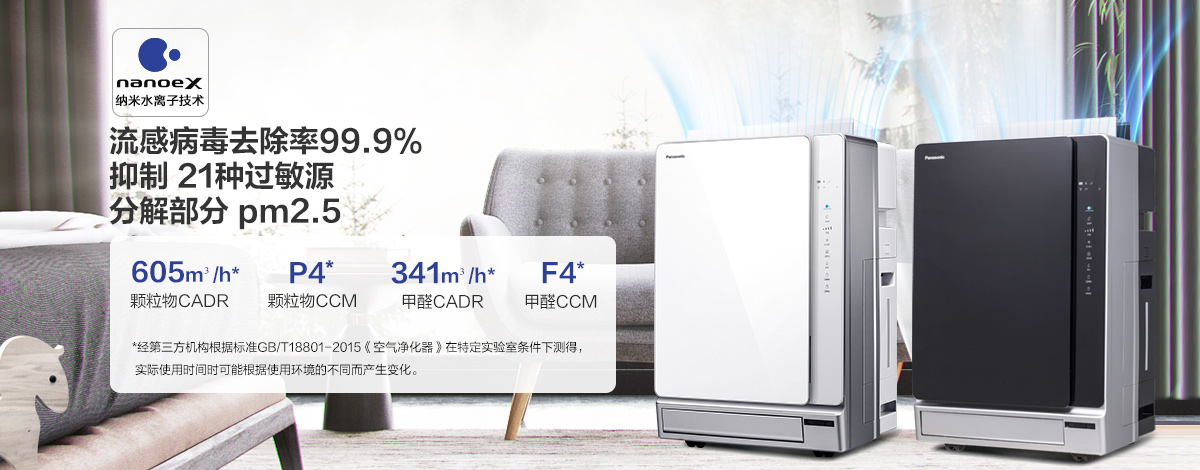 nanoeX
纳米水离子技术
流感病毒去除率99.9%
抑制 21种过敏源
分解部分 pm2.5
605m³/h* P4* 341m³/h* F4*
颗粒物CADR 颗粒物CCM 甲醛CADR 甲醛CCM
*经第三方机构根据标准GB/T18801-2015《空气净化器》在特定实验室条件下测得，
实际使用时间时可能根据使用环境的不同而产生变化。
Panasonic
Panasonic